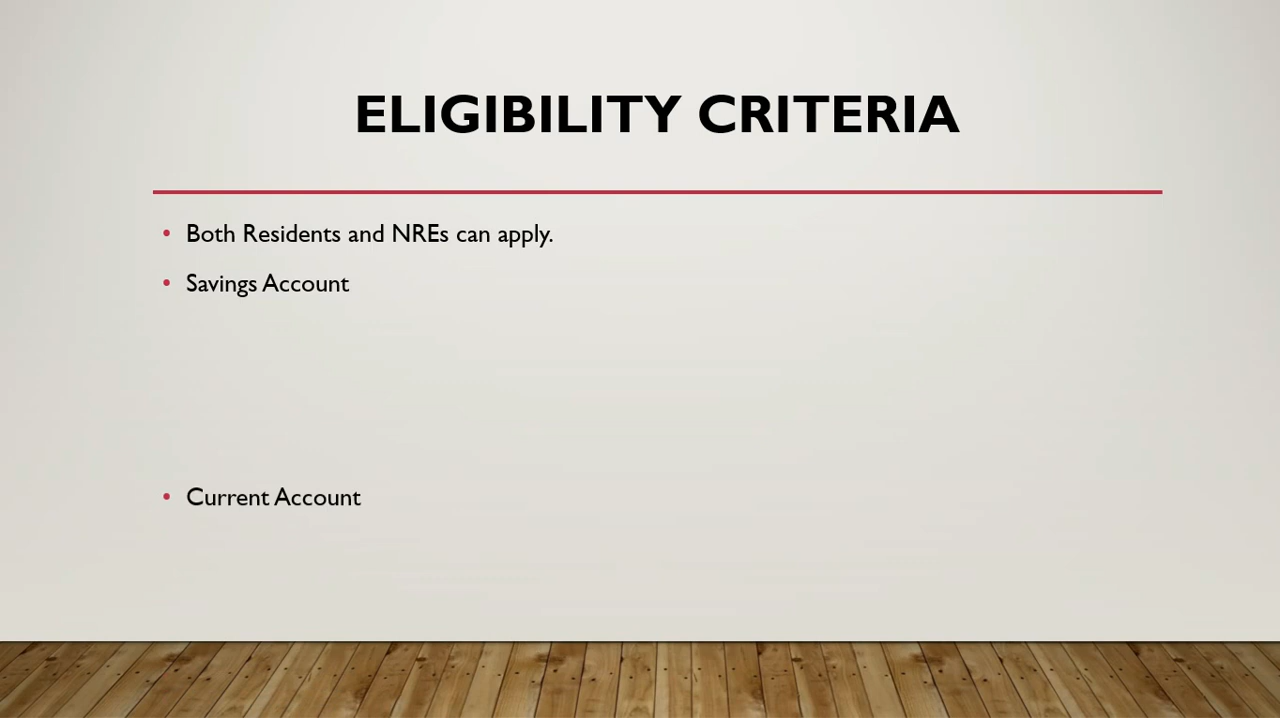 ELIGIBILITY CRITERIA
• Both Residents and NREs can apply.
• Savings Account
• Current Account